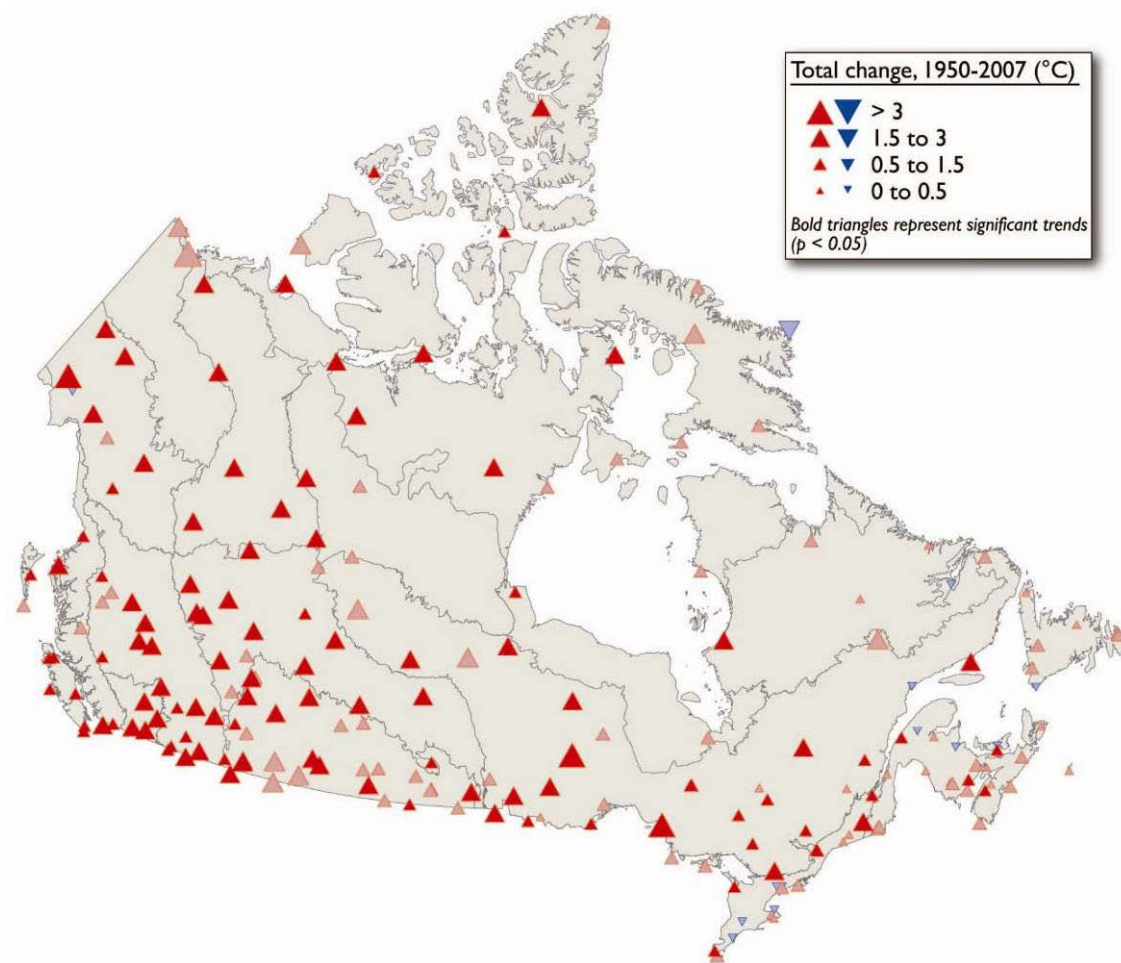 Total change, 1950-2007 (°C)
> 3
1.5 to 3
0.5 to 1.5
0 to 0.5
Bold triangles represent significant trends
(p < 0.05)